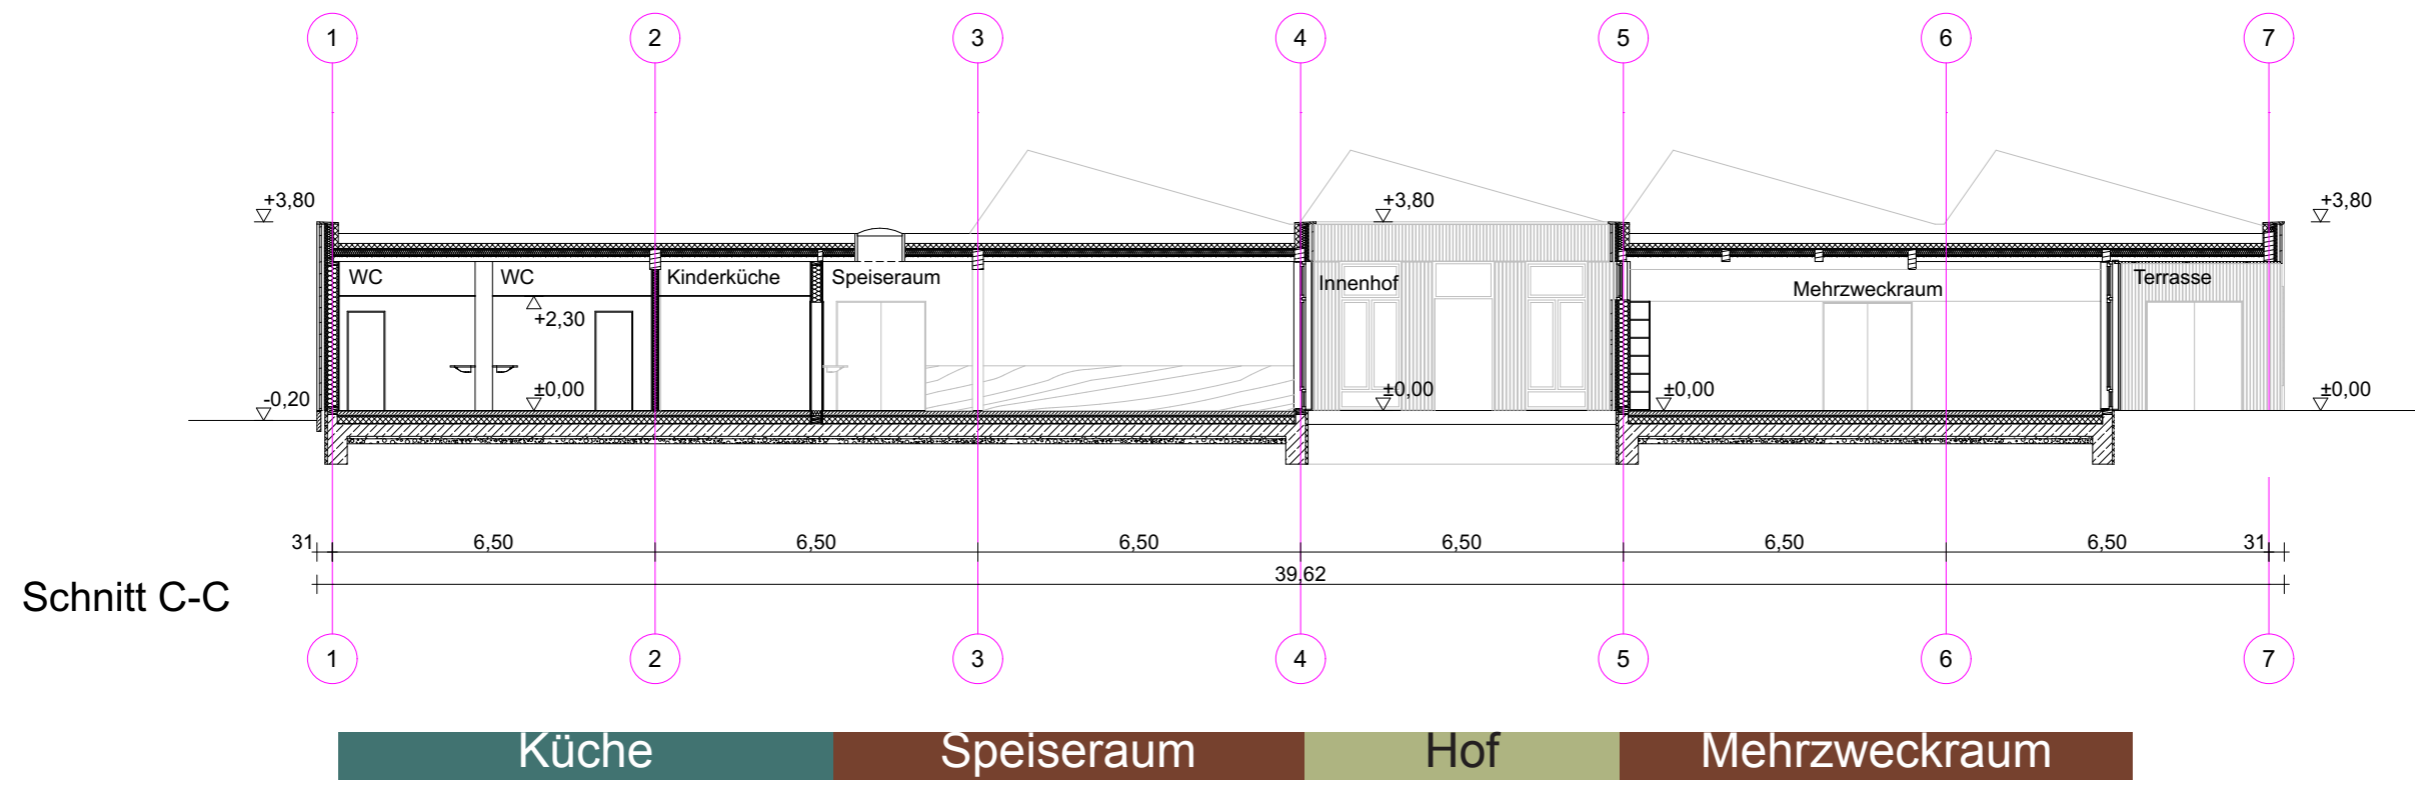 1 2 3 4 5 6 7
+3,80 +3,80 +3,80
WC WC Kinderküche Speiseraum Innenhof Mehrzweckraum Terrasse
+2,30
-0,20 ±0,00 ±0,00 ±0,00 ±0,00
31 6,50 6,50 6,50 6,50 6,50 6,50 31
39,62
Schnitt C-C
1 2 3 4 5 6 7
Küche Speiseraum Hof Mehrzweckraum